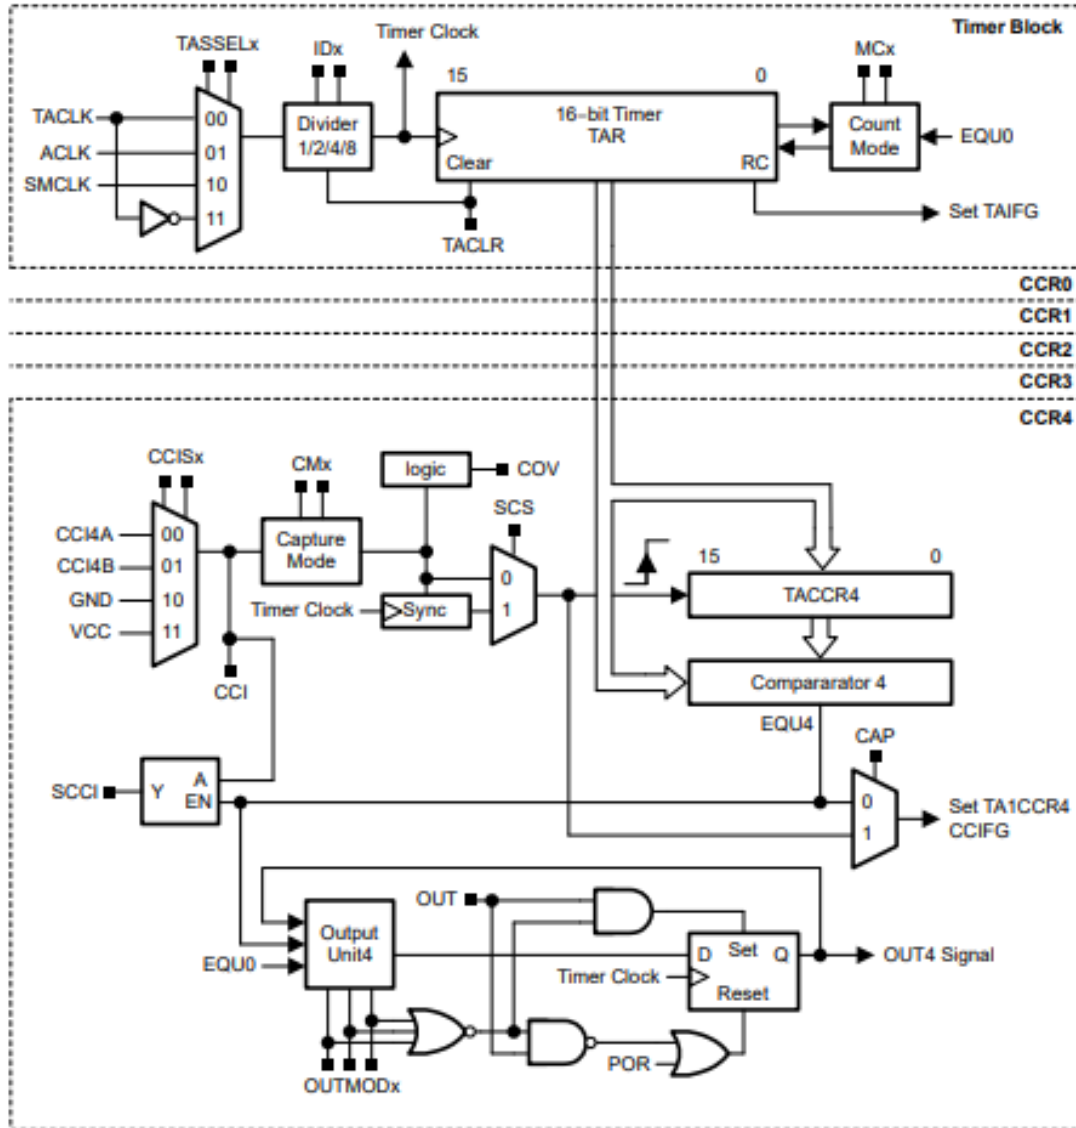 Timer Block
Timer Clock
TASSELx
IDx
15
0
MCx
TACLK
ACLK
SMCLK
00
01
10
11
Divider
1/2/4/8
16-bit Timer
TAR
Clear
RC
Count
Mode
EQU0
Set TAIFG
TACLR
CCR0
CCR1
CCR2
CCR3
CCR4
CCISx
CMx
logic
COV
SCS
CCI4A
CCI4B
GND
VCC
00
01
10
11
Capture
Mode
0
1
Timer Clock
Sync
CCI
15
0
TACCR4
Compararator 4
EQU4
CAP
SCCI
Y
A
EN
0
1
Set TA1CCR4
CCIFG
OUT
Output
Unit4
EQU0
D
Set
Q
Timer Clock
Reset
OUT4 Signal
POR
OUTMODx